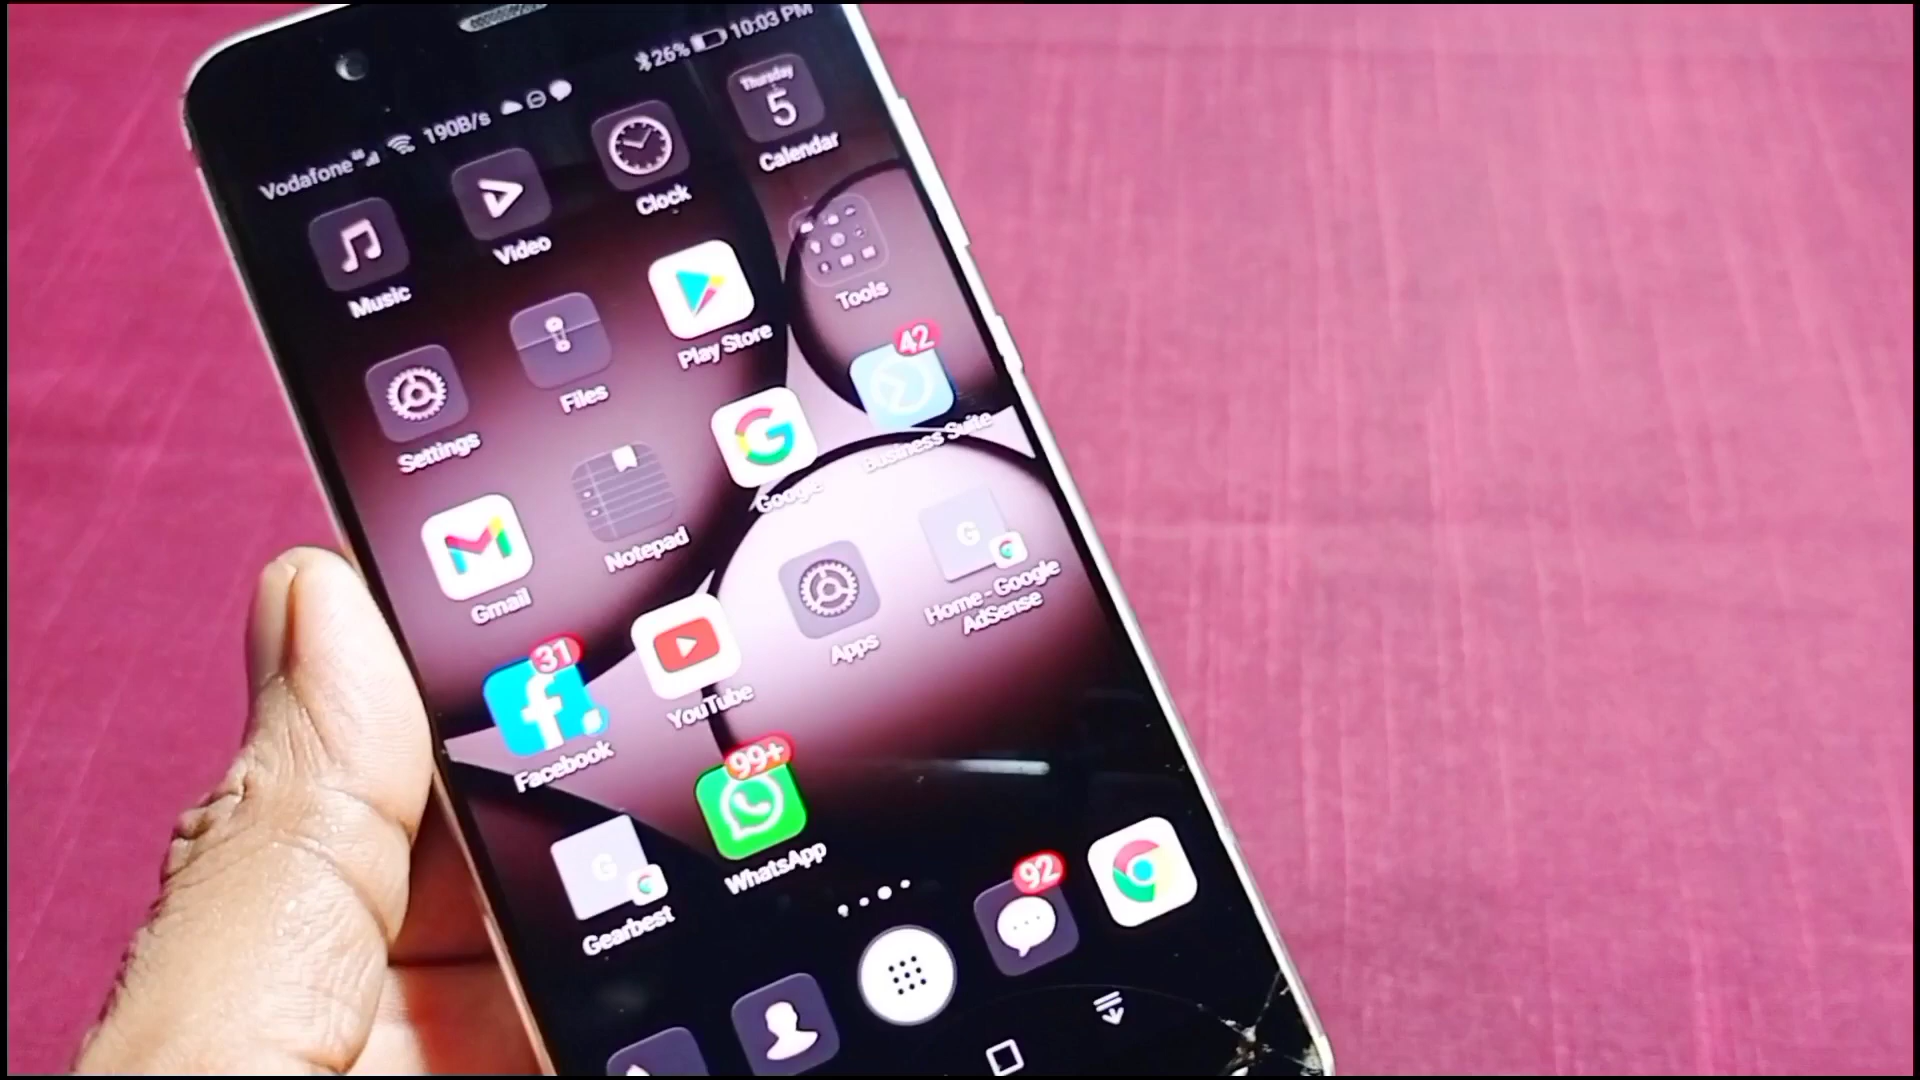 Vodafone 4G 190B/s 26% 10:03 PM
Music
Video
Clock
Thursday
5
Calendar
Settings
Files
Play Store
Tools
Gmail
Notepad
G
Google
42
Business Suite
31
f
Facebook
YouTube
Apps
G
Home - Google
AdSense
G
Gearbest
99+
WhatsApp
92